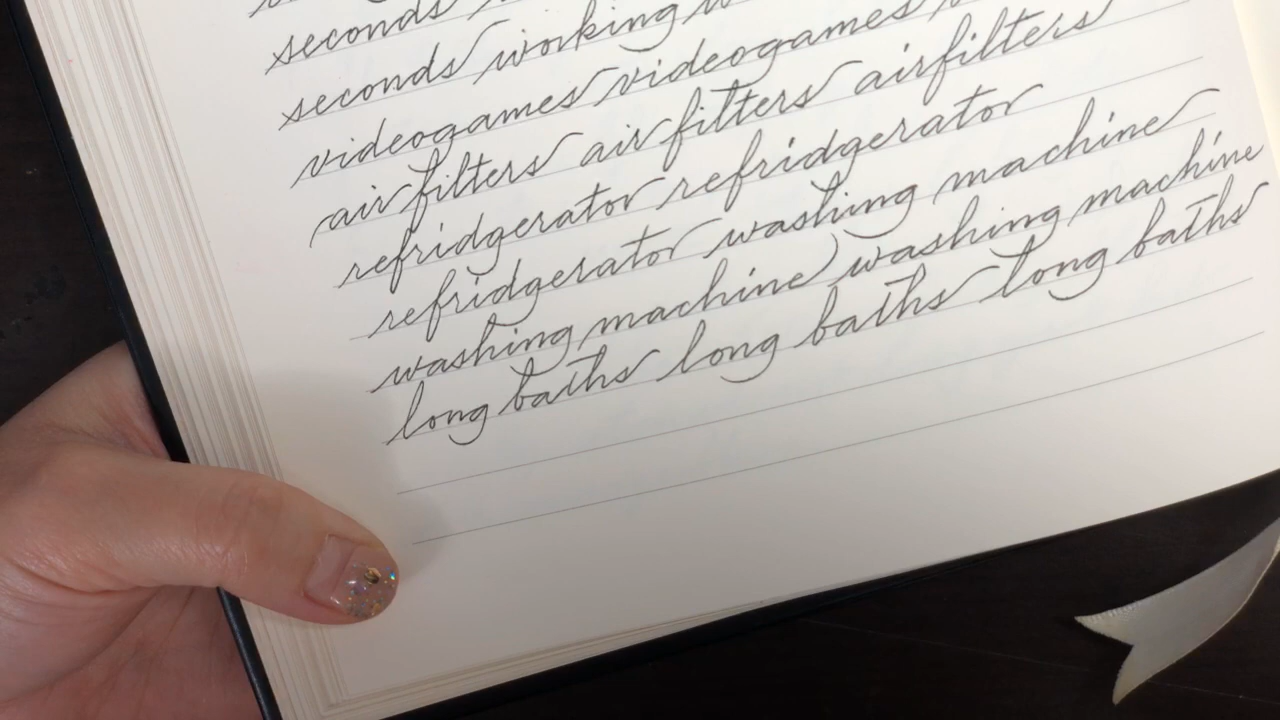 seconds
seconds working
videogames videogames
air filters air filters airfilters
refridgerator refridgerator
refridgerator washing machine
washing machine washing machine
long baths long baths long baths